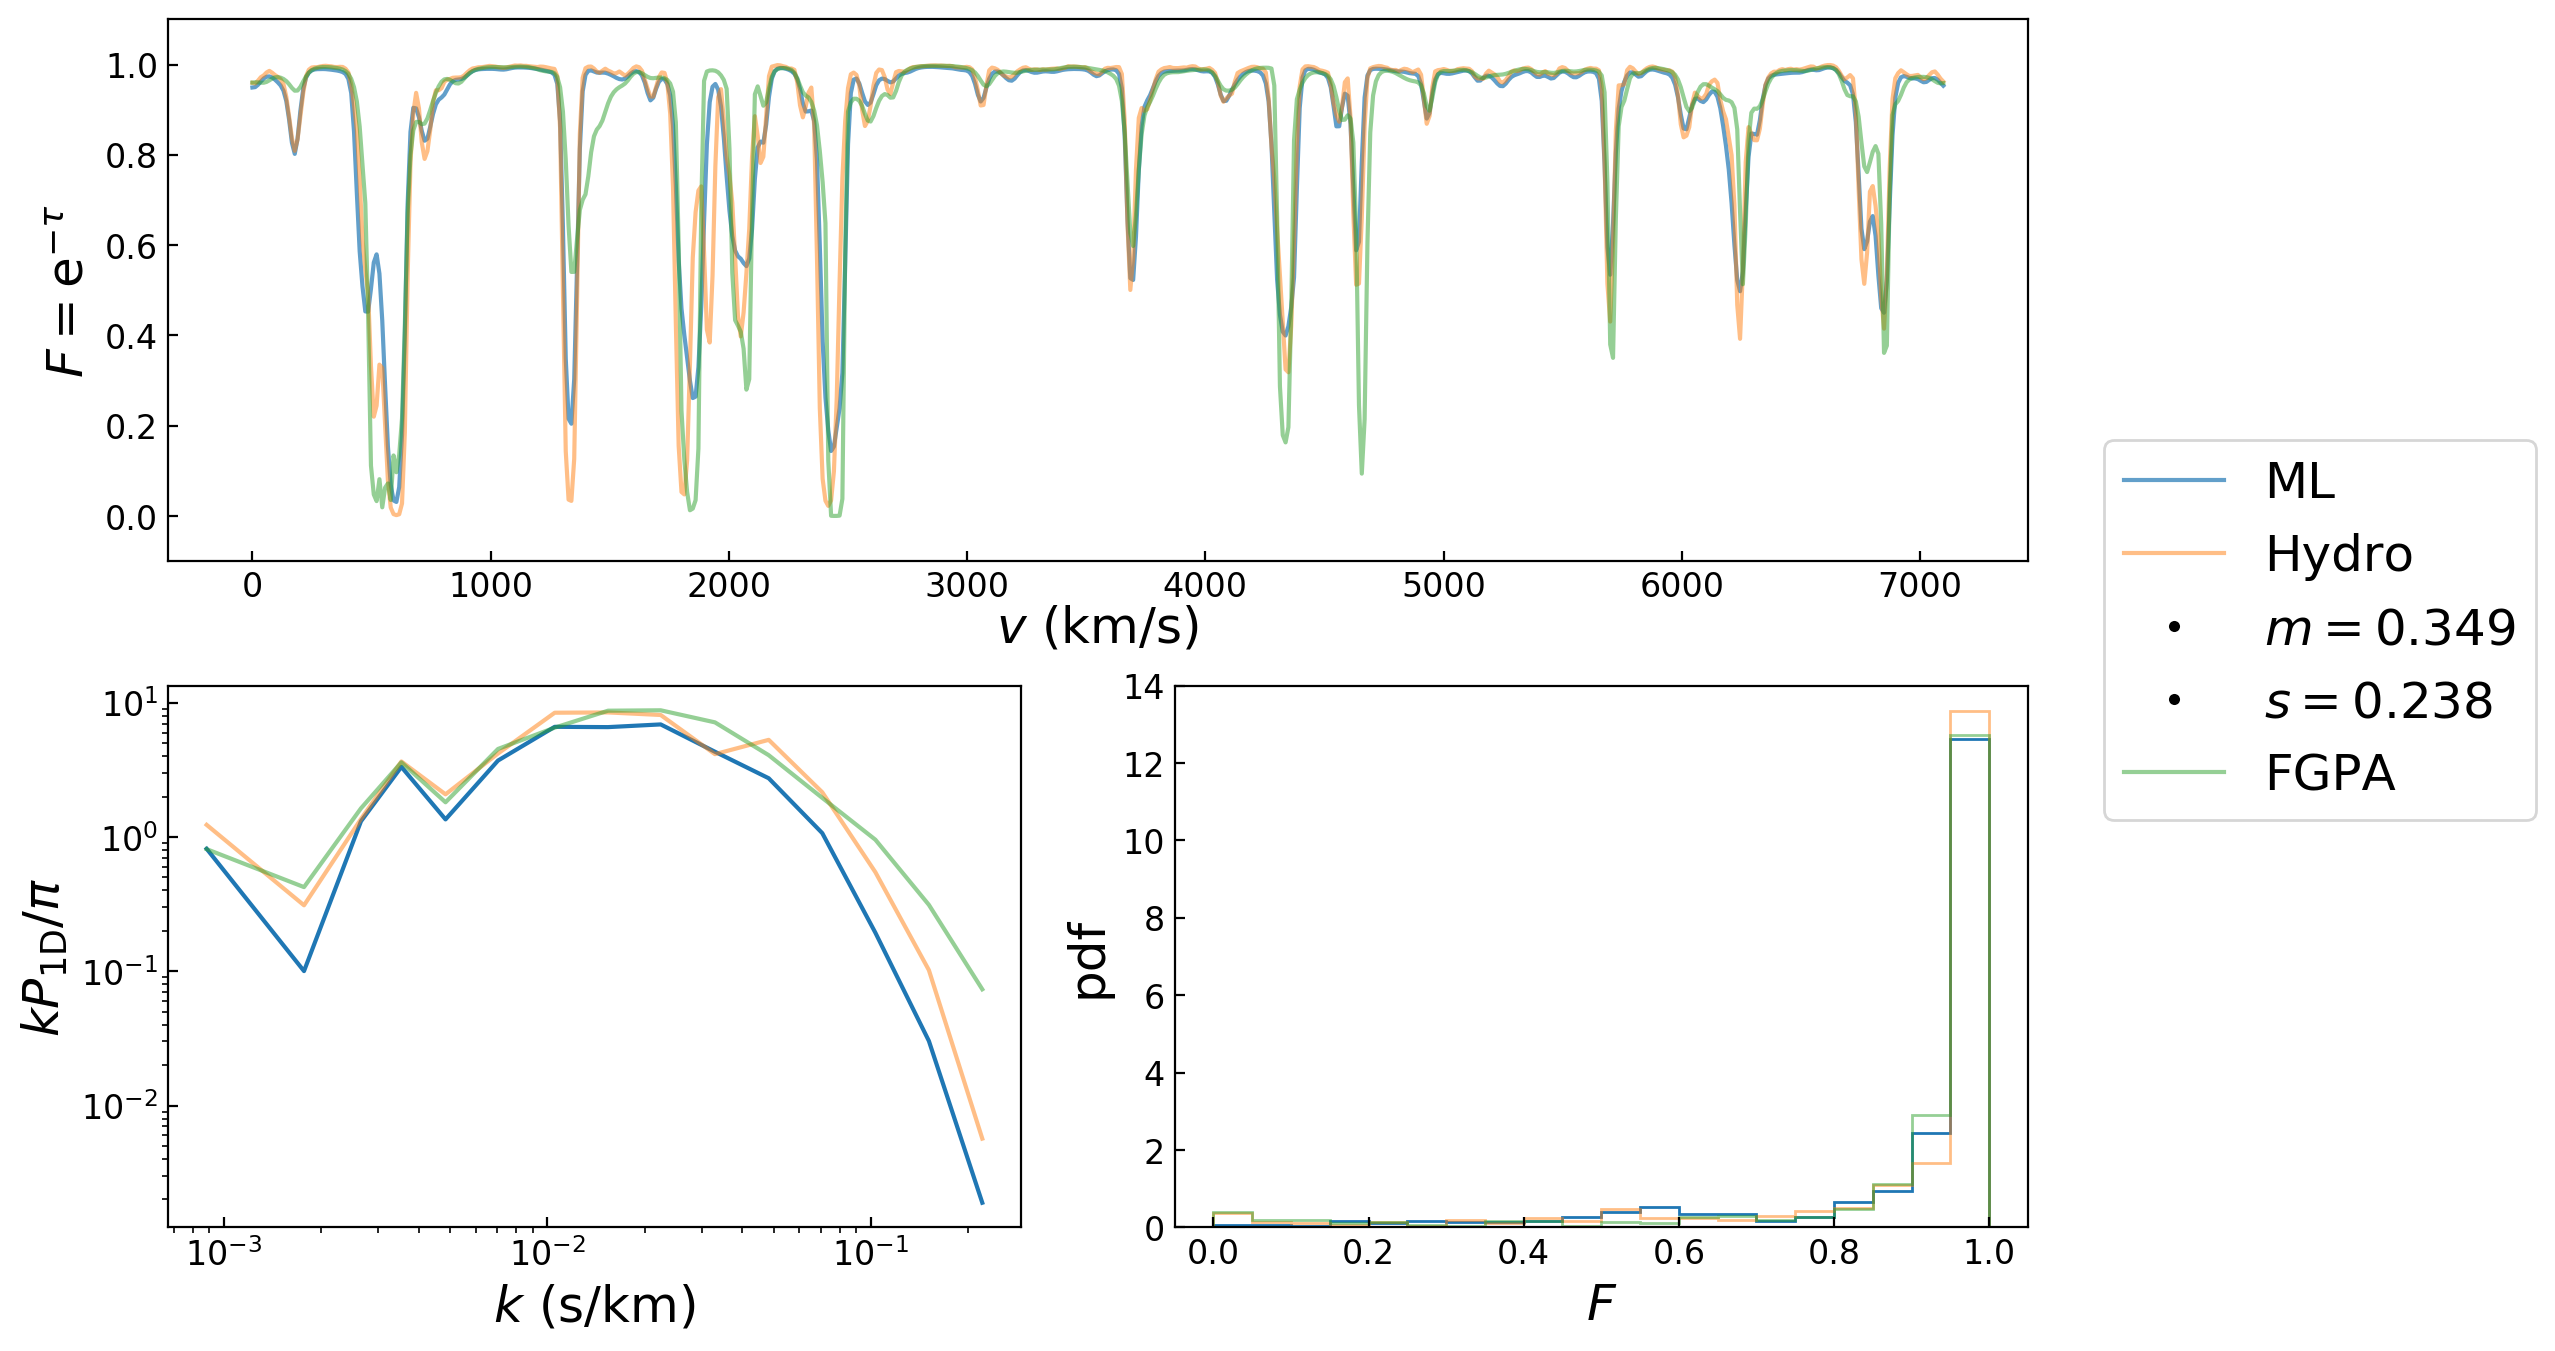 1.0
0.8
0.6
0.4
0.2
0.0
F = e^{−τ}
0 1000 2000 3000 4000 5000 6000 7000
v (km/s)
ML
Hydro
m = 0.349
s = 0.238
FGPA
10^1
10^0
10^{−1}
10^{−2}
kP_{1D}/π
10^{−3} 10^{−2} 10^{−1}
k (s/km)
14
12
10
8
6
4
2
0
pdf
0.0 0.2 0.4 0.6 0.8 1.0
F